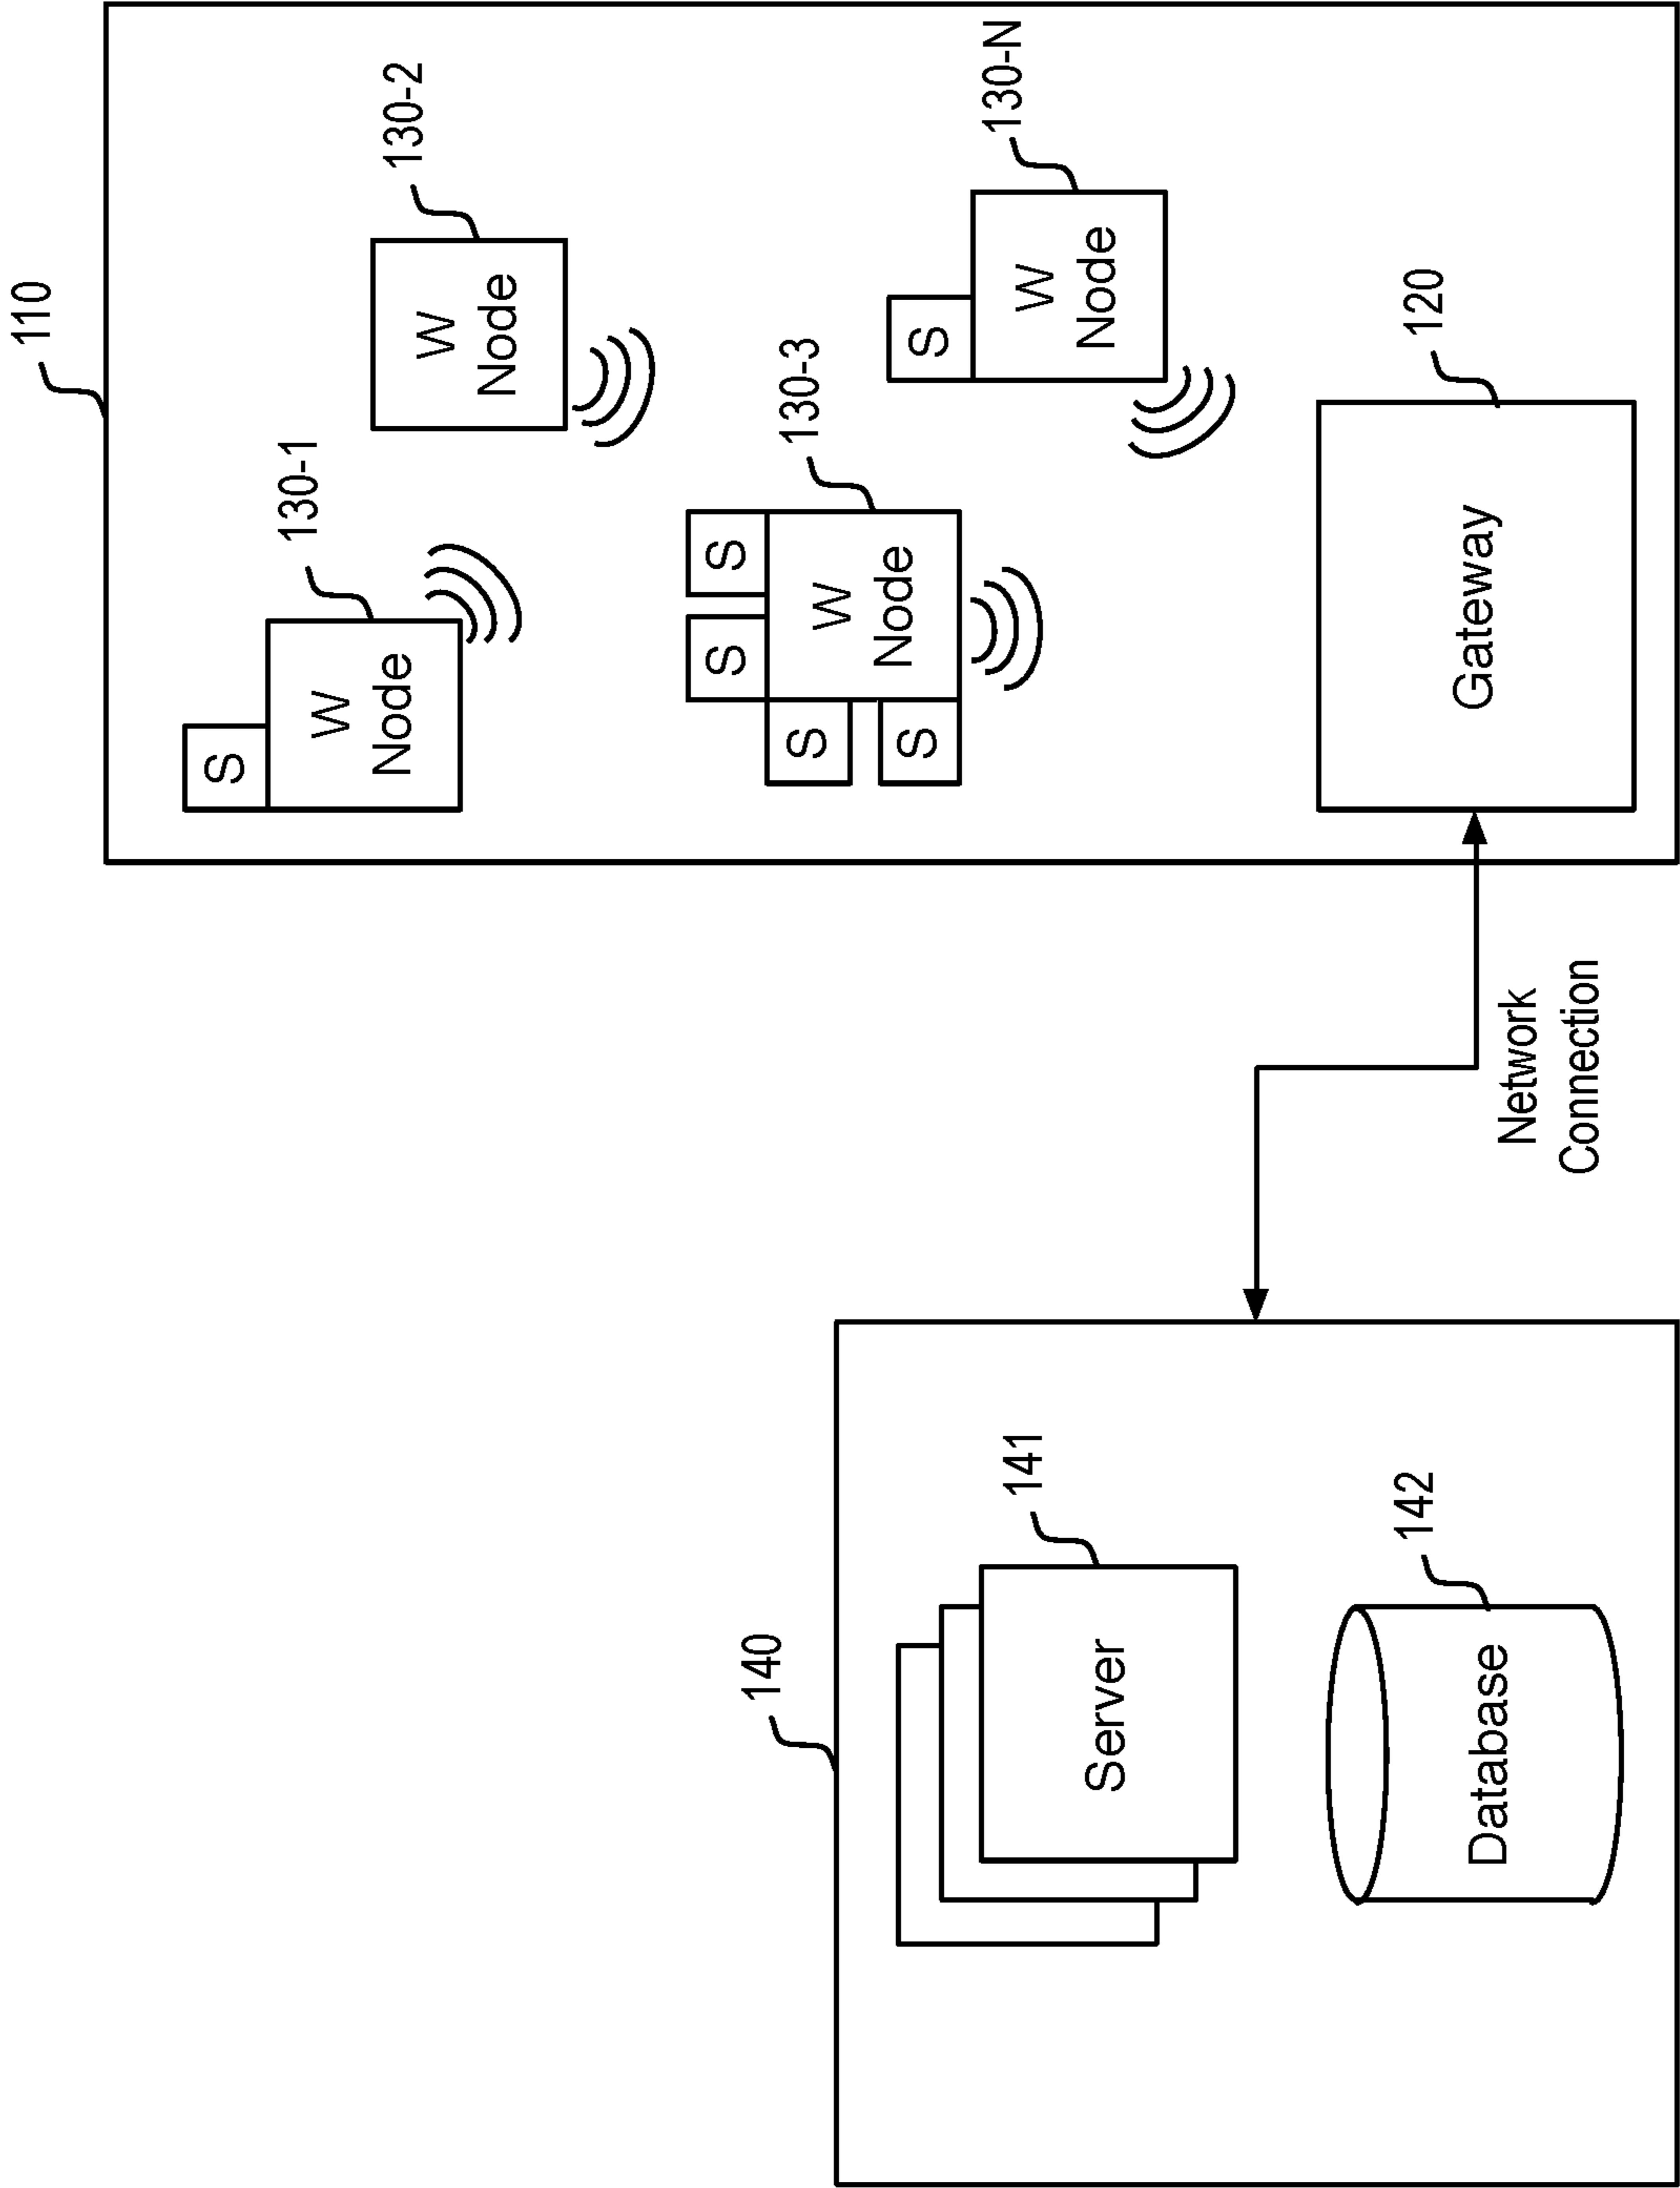 110
S
130-1
W
Node
130-2
W
Node
S
S
130-3
S
W
Node
S
S
130-N
W
Node
120
Gateway
Network
Connection
140
141
Server
142
Database